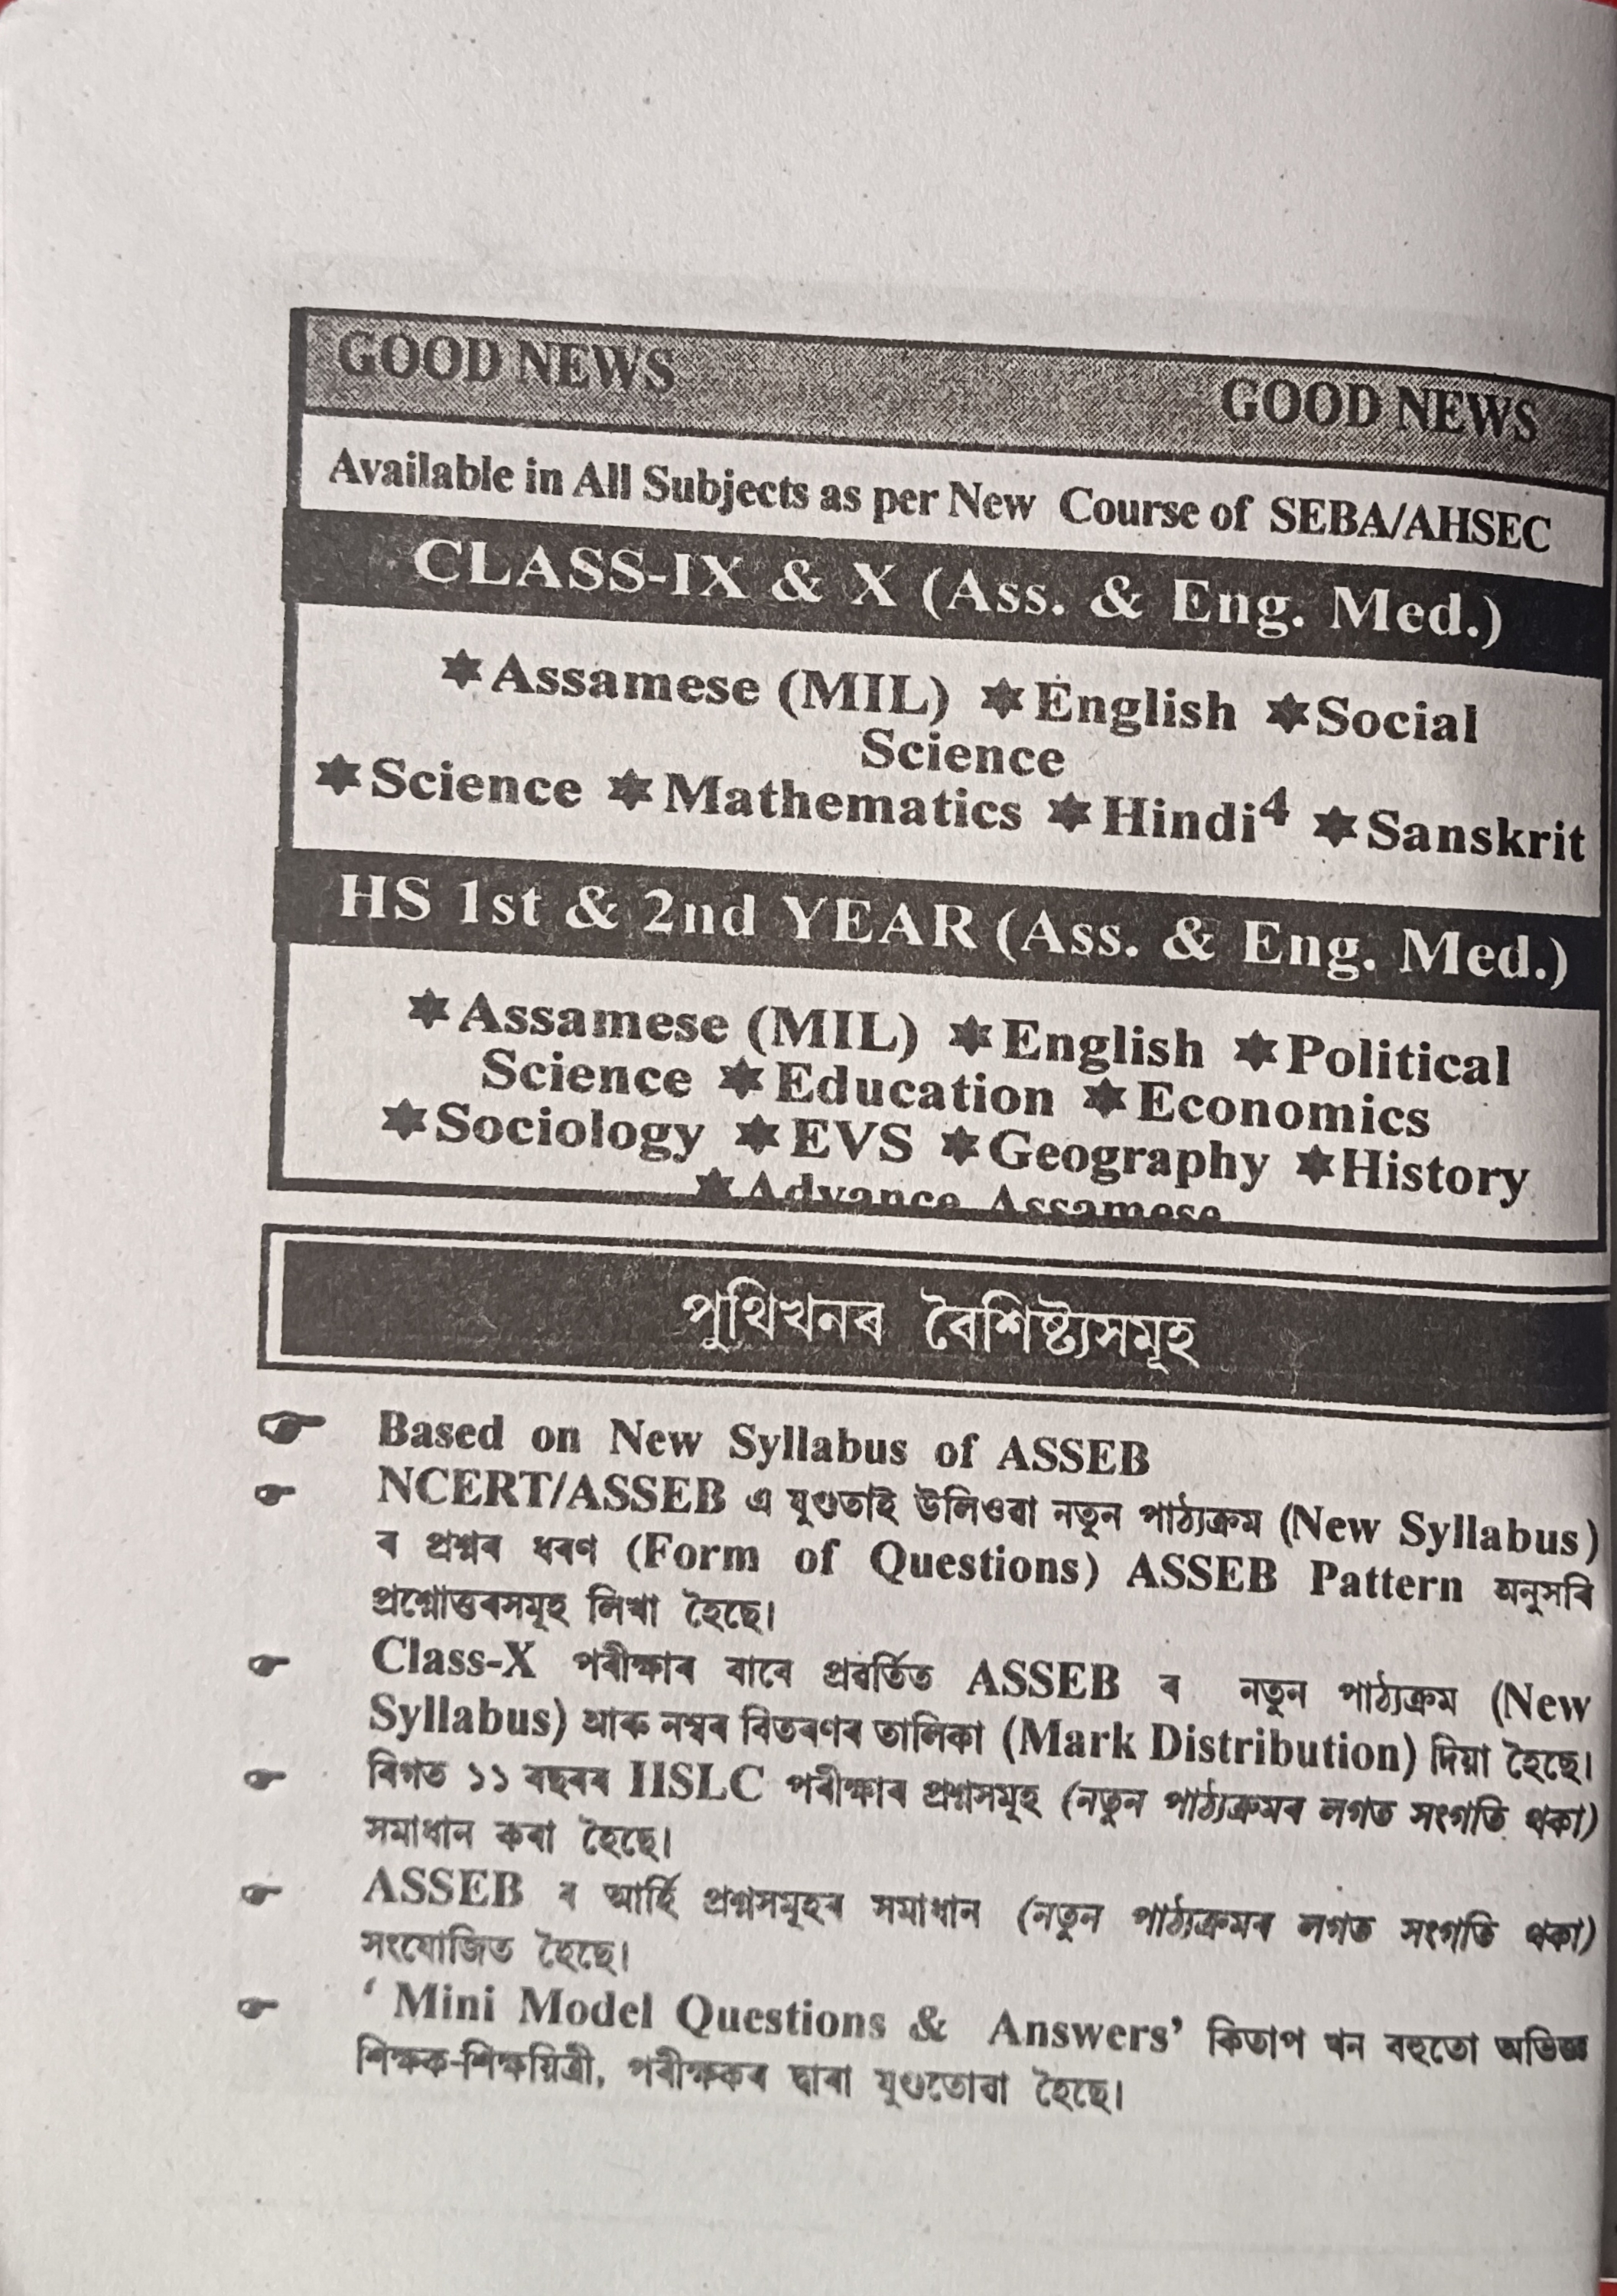 GOOD NEWS GOOD NEWS
Available in All Subjects as per New Course of SEBA/AHSEC
CLASS-IX & X (Ass. & Eng. Med.)
✶Assamese (MIL) ✶English ✶Social
Science
✶Science ✶Mathematics ✶Hindi4 ✶Sanskrit
HS 1st & 2nd YEAR (Ass. & Eng. Med.)
✶Assamese (MIL) ✶English ✶Political
Science ✶Education ✶Economics
✶Sociology ✶EVS ✶Geography ✶History
✶Advance Assamese
পুথিখনৰ বৈশিষ্ট্যসমূহ
☞ Based on New Syllabus of ASSEB
☞ NCERT/ASSEB এ যুগুতাই উলিওৱা নতুন পাঠ্যক্ৰম (New Syllabus)
ৰ প্ৰশ্নৰ ধৰণ (Form of Questions) ASSEB Pattern অনুসৰি
প্ৰশ্নোত্তৰসমূহ লিখা হৈছে।
☞ Class-X পৰীক্ষাৰ বাবে প্ৰৱৰ্তিত ASSEB ৰ নতুন পাঠ্যক্ৰম (New
Syllabus) আৰু নম্বৰ বিতৰণৰ তালিকা (Mark Distribution) দিয়া হৈছে।
☞ বিগত ১১ বছৰৰ HSLC পৰীক্ষাৰ প্ৰশ্নসমূহ (নতুন পাঠ্যক্ৰমৰ লগত সংগতি থকা)
সমাধান কৰা হৈছে।
☞ ASSEB ৰ আৰ্হি প্ৰশ্নসমূহৰ সমাধান (নতুন পাঠ্যক্ৰমৰ লগত সংগতি থকা)
সংযোজিত হৈছে।
☞ ‘ Mini Model Questions & Answers’ কিতাপ খন বহুতো অভিজ্ঞ
শিক্ষক-শিক্ষয়িত্ৰী, পৰীক্ষকৰ দ্বাৰা যুগুতোৱা হৈছে।